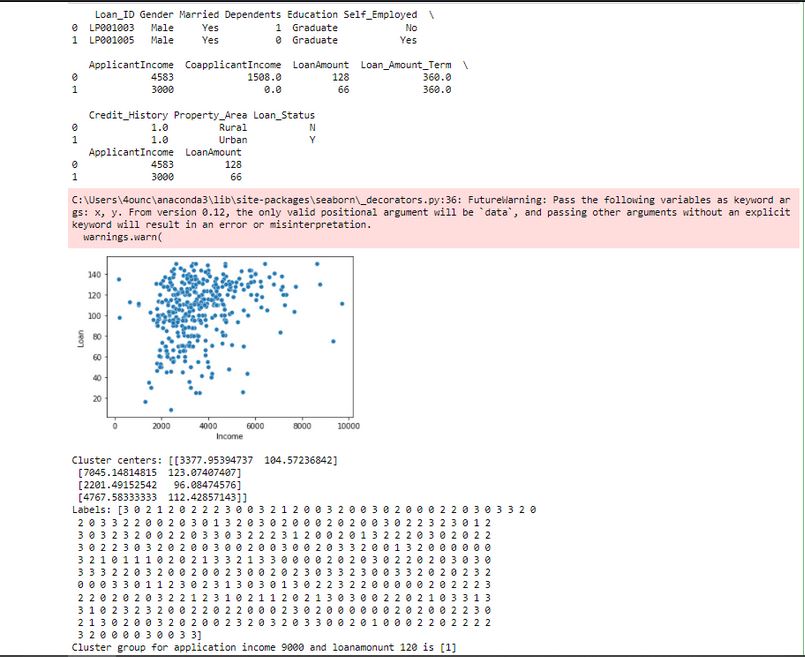 Loan_ID Gender Married Dependents Education Self_Employed \
0 LP001003 Male Yes 1 Graduate No
1 LP001005 Male Yes 0 Graduate Yes
ApplicantIncome CoapplicantIncome LoanAmount Loan_Amount_Term \
0 4583 1508.0 128 360.0
1 3000 0.0 66 360.0
Credit_History Property_Area Loan_Status
0 1.0 Rural N
1 1.0 Urban Y
ApplicantIncome LoanAmount
0 4583 128
1 3000 66
C:\Users\4ounc\anaconda3\lib\site-packages\seaborn\_decorators.py:36: FutureWarning: Pass the following variables as keyword ar
gs: x, y. From version 0.12, the only valid positional argument will be `data`, and passing other arguments without an explicit
keyword will result in an error or misinterpretation.
warnings.warn(
140
120
100
80
60
40
20
Loan
0 2000 4000 6000 8000 10000
Income
Cluster centers: [[3377.95394737 104.57236842]
[7045.14814815 123.07407407]
[2201.49152542 96.08474576]
[4767.58333333 112.42857143]]
Labels: [3 0 2 1 2 0 2 2 2 3 0 0 3 2 1 2 0 0 3 2 0 0 3 0 2 0 0 0 2 2 0 3 0 3 3 2 0
2 0 3 3 2 2 0 0 2 0 3 0 1 3 2 0 3 0 2 0 0 0 2 0 0 0 3 0 2 2 3 2 3 0 1 2
3 0 3 2 3 2 0 0 2 2 0 3 3 0 3 2 2 3 2 2 2 3 1 2 0 0 2 0 1 3 2 2 2 0 2 0 2 2
3 0 2 2 3 0 3 2 0 2 0 0 3 0 0 2 0 0 3 0 0 0 2 0 3 3 2 0 0 1 3 2 0 0 0 0 0 0
3 2 1 0 1 1 1 0 2 0 2 1 3 3 2 1 3 3 0 0 0 0 2 0 2 0 3 0 2 2 0 2 0 3 0 3 0
3 3 3 2 2 0 3 2 0 0 2 0 0 2 3 0 0 2 0 2 3 0 3 3 2 3 0 0 3 3 2 0 2 0 2 3 2
0 0 0 3 3 0 1 1 2 3 0 2 3 1 3 0 3 0 1 3 0 2 2 3 2 2 0 0 0 0 2 0 2 2 2 3
2 2 0 2 0 2 0 3 2 2 1 2 3 1 0 2 1 1 2 0 2 1 3 0 3 0 0 2 2 0 2 1 0 3 3 1 3
3 1 0 2 3 2 3 2 0 0 2 2 0 2 2 0 0 0 2 3 0 2 0 0 0 0 0 0 2 2 0 0 2 2 3 0
2 1 3 0 2 0 0 3 2 0 2 0 0 2 3 2 0 3 2 0 3 3 0 0 2 0 1 0 0 0 2 2 0 2 2 2 2
3 2 0 0 0 0 3 0 0 3 3]
Cluster group for application income 9000 and loanamonunt 120 is [1]